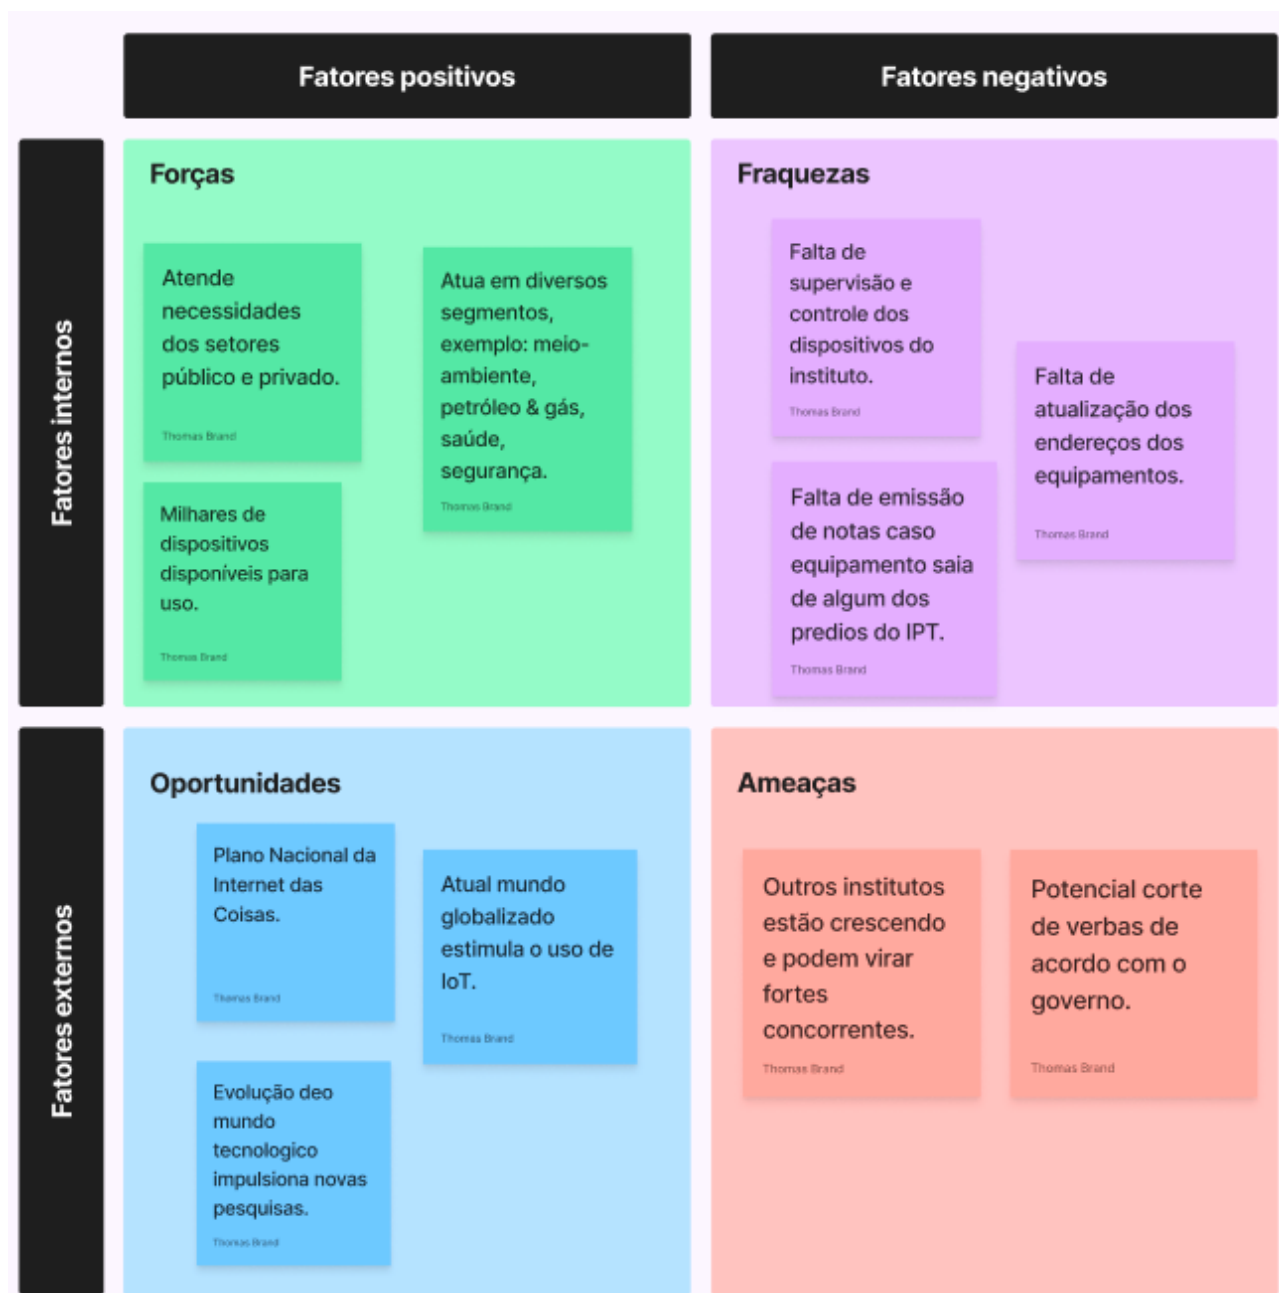 Fatores positivos
Fatores negativos
Fatores internos
Forças
Atende
necessidades
dos setores
público e privado.
Thomas Brand
Atua em diversos
segmentos,
exemplo: meio-
ambiente,
petróleo & gás,
saúde,
segurança.
Thomas Brand
Milhares de
dispositivos
disponíveis para
uso.
Thomas Brand
Fraquezas
Falta de
supervisão e
controle dos
dispositivos do
instituto.
Thomas Brand
Falta de
atualização dos
endereços dos
equipamentos.
Thomas Brand
Falta de emissão
de notas caso
equipamento saia
de algum dos
predios do IPT.
Thomas Brand
Fatores externos
Oportunidades
Plano Nacional da
Internet das
Coisas.
Thomas Brand
Atual mundo
globalizado
estimula o uso de
IoT.
Thomas Brand
Evolução deo
mundo
tecnologico
impulsiona novas
pesquisas.
Thomas Brand
Ameaças
Outros institutos
estão crescendo
e podem virar
fortes
concorrentes.
Thomas Brand
Potencial corte
de verbas de
acordo com o
governo.
Thomas Brand